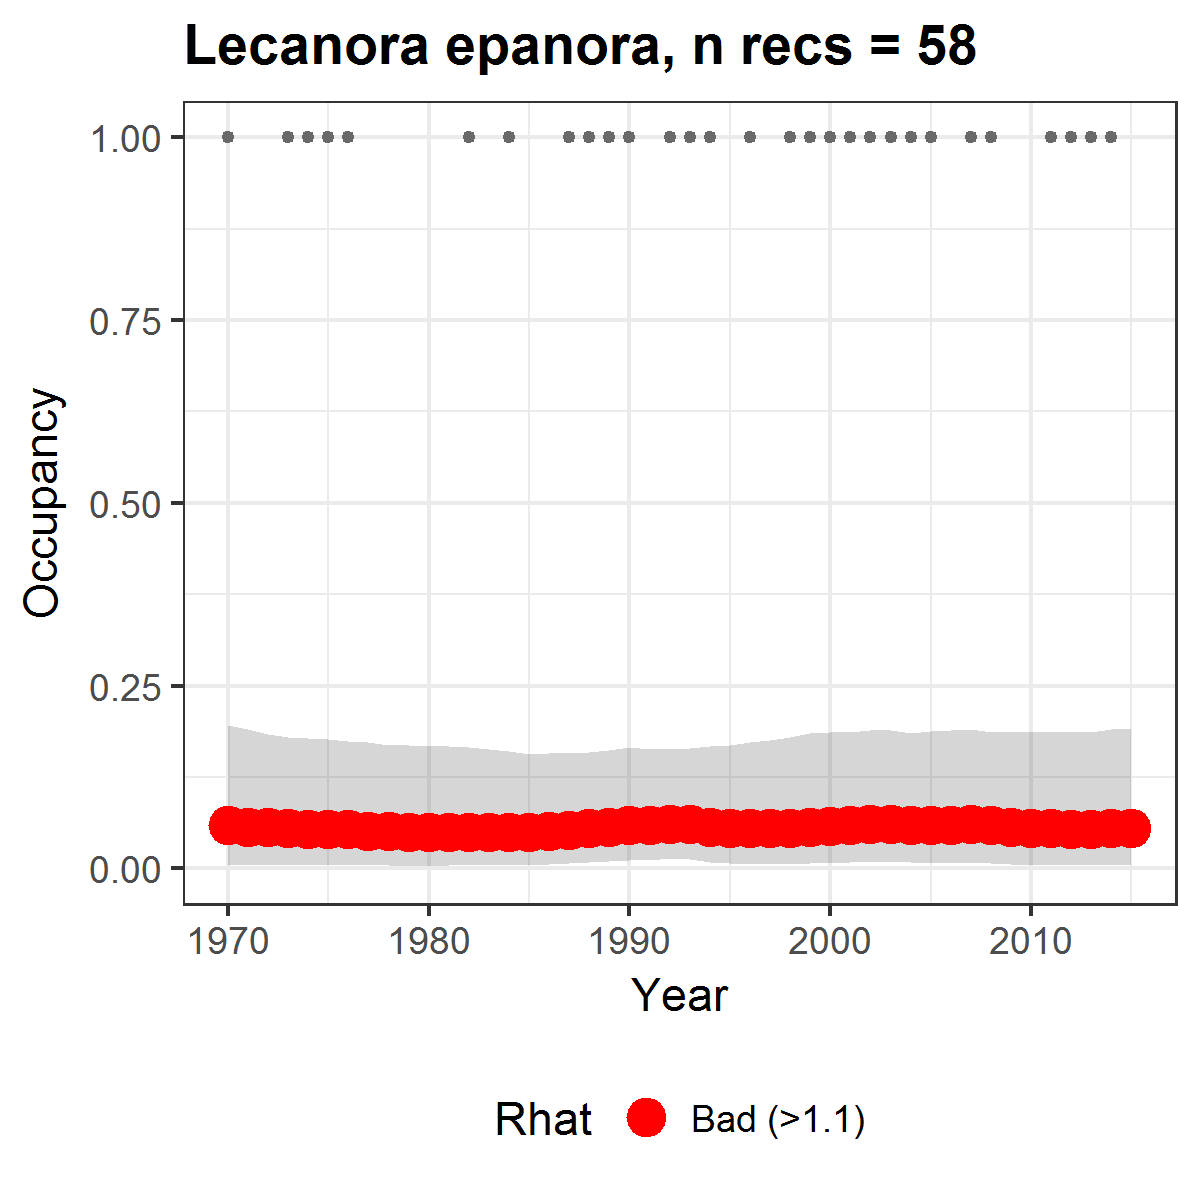 Lecanora epanora, n recs = 58
1.00
0.75
0.50
0.25
0.00
Occupancy
1970 1980 1990 2000 2010
Year
Rhat Bad (>1.1)